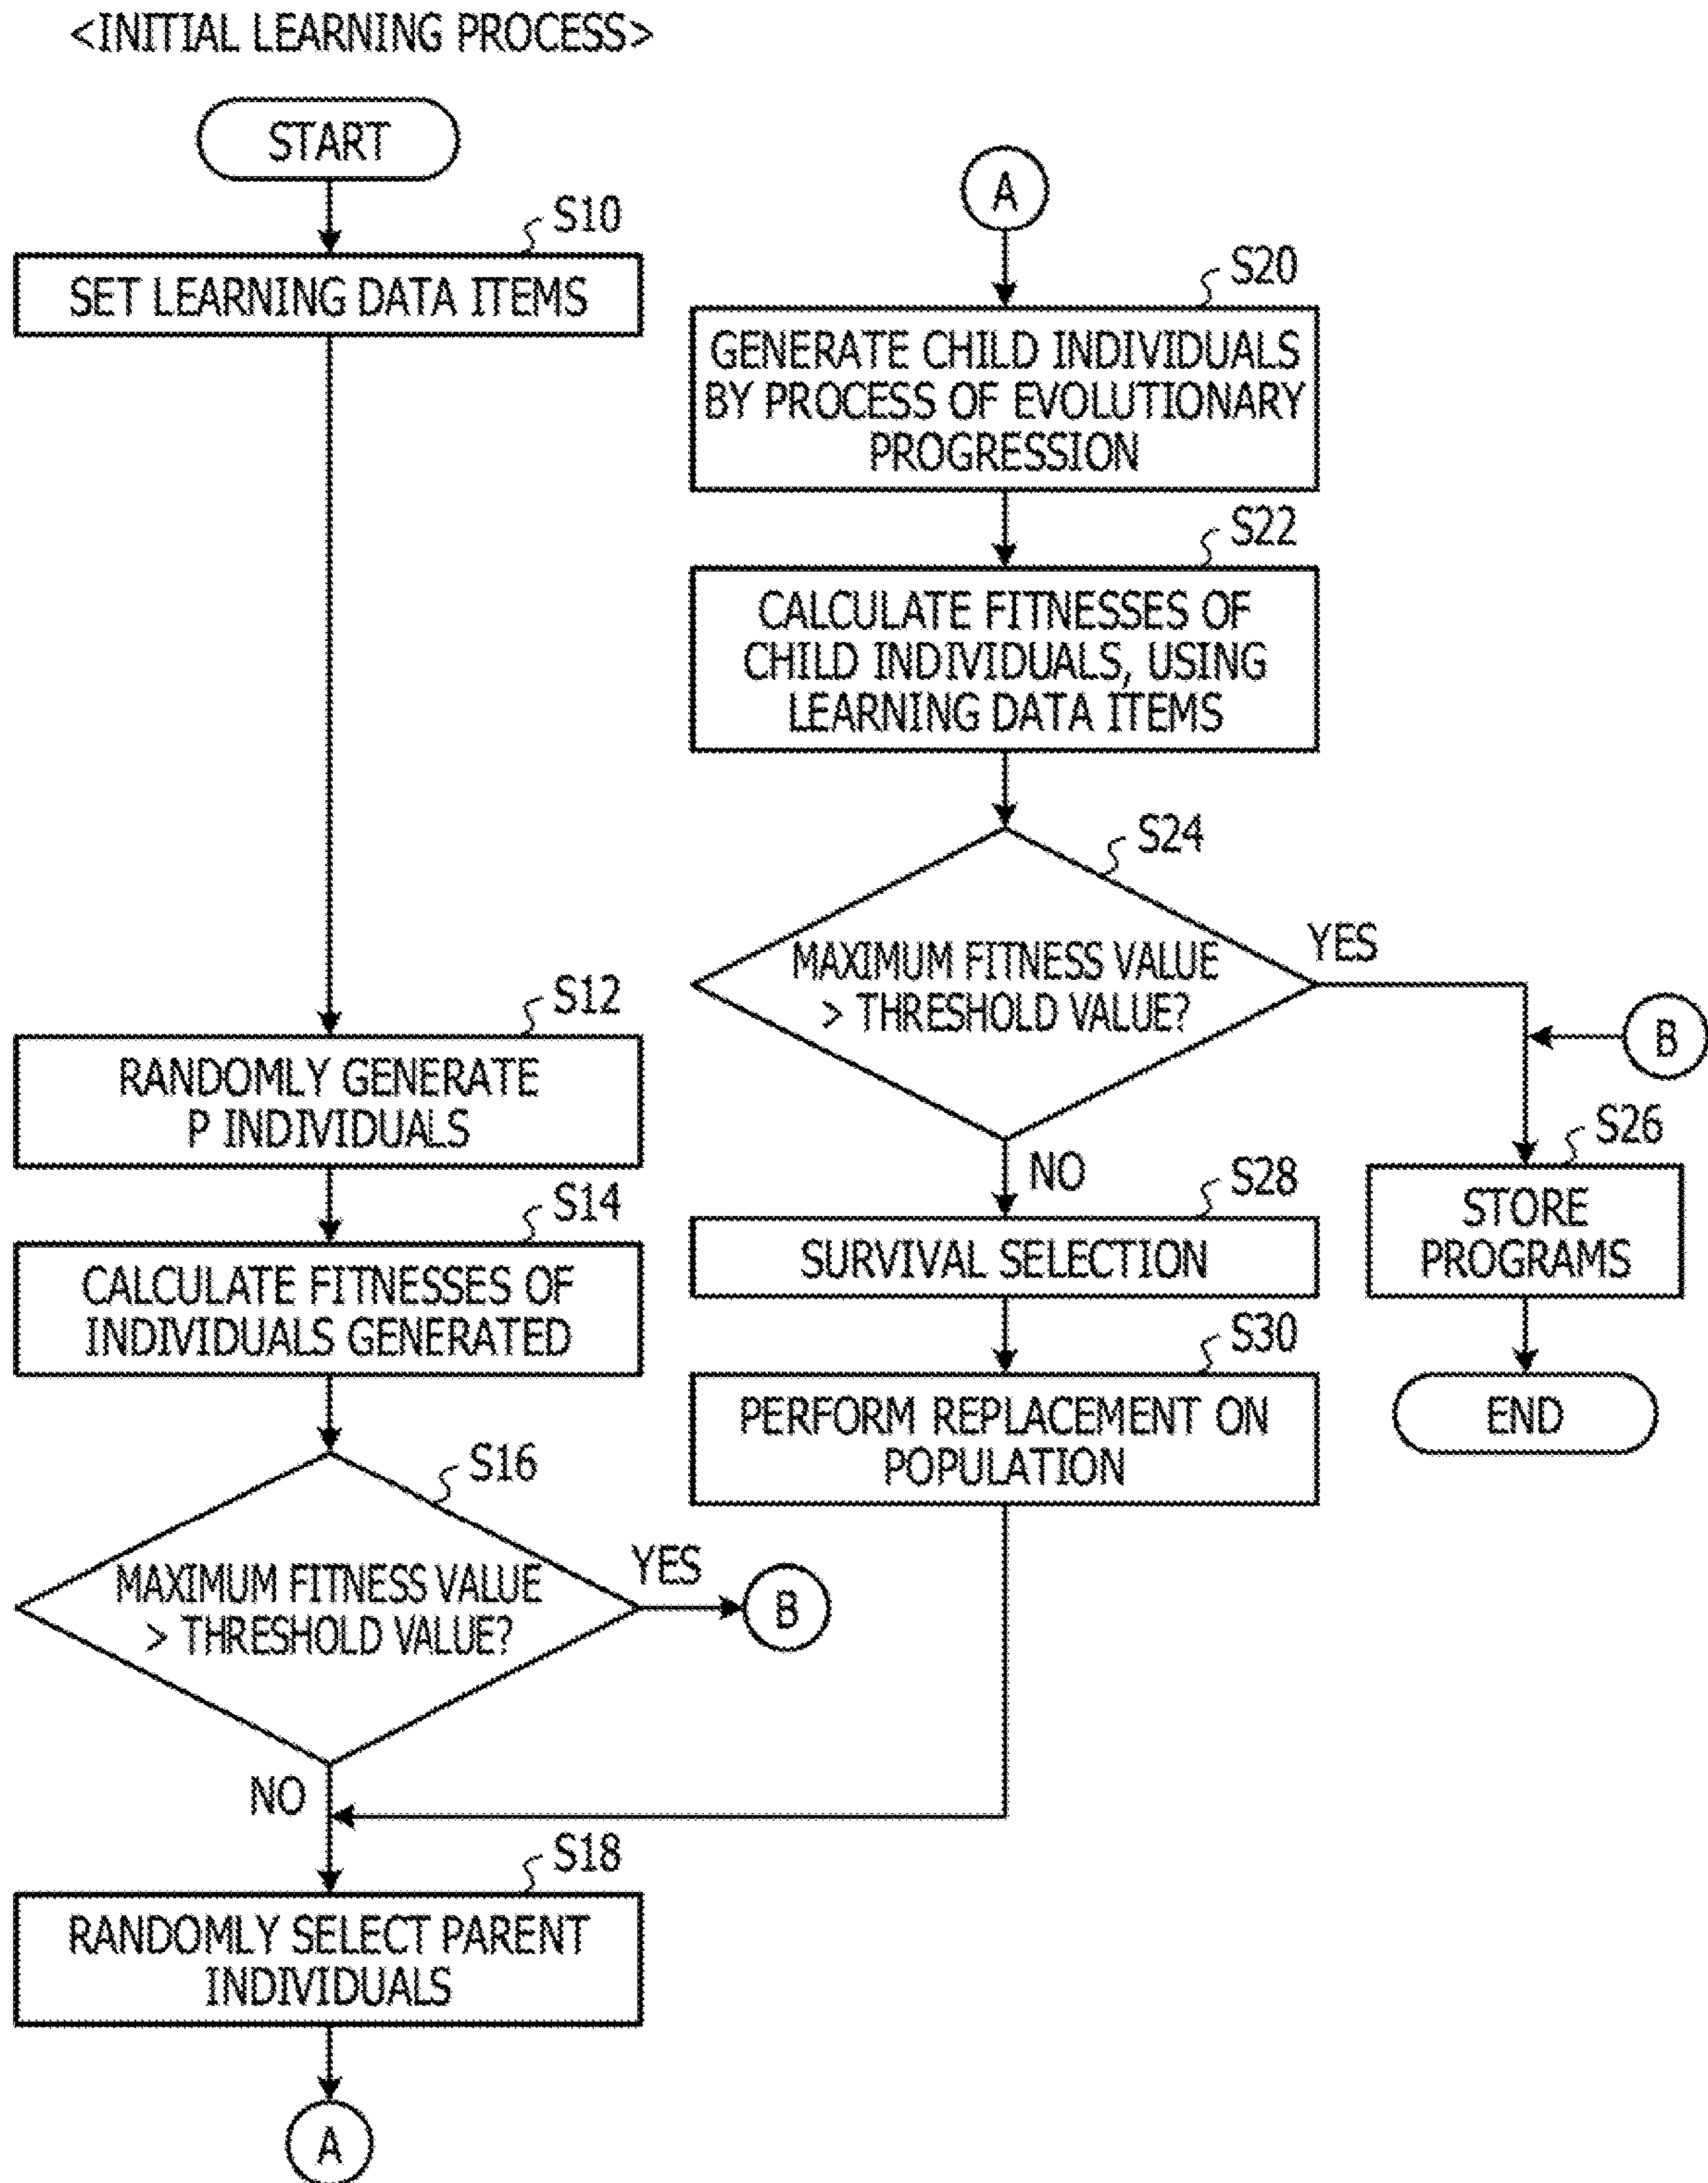 <INITIAL LEARNING PROCESS>
START
S10
SET LEARNING DATA ITEMS
S12
RANDOMLY GENERATE
P INDIVIDUALS
S14
CALCULATE FITNESSES OF
INDIVIDUALS GENERATED
S16
MAXIMUM FITNESS VALUE
> THRESHOLD VALUE?
YES
B
NO
S18
RANDOMLY SELECT PARENT
INDIVIDUALS
A
A
S20
GENERATE CHILD INDIVIDUALS
BY PROCESS OF EVOLUTIONARY
PROGRESSION
S22
CALCULATE FITNESSES OF
CHILD INDIVIDUALS, USING
LEARNING DATA ITEMS
S24
MAXIMUM FITNESS VALUE
> THRESHOLD VALUE?
YES
B
NO
S26
STORE
PROGRAMS
END
S28
SURVIVAL SELECTION
S30
PERFORM REPLACEMENT ON
POPULATION